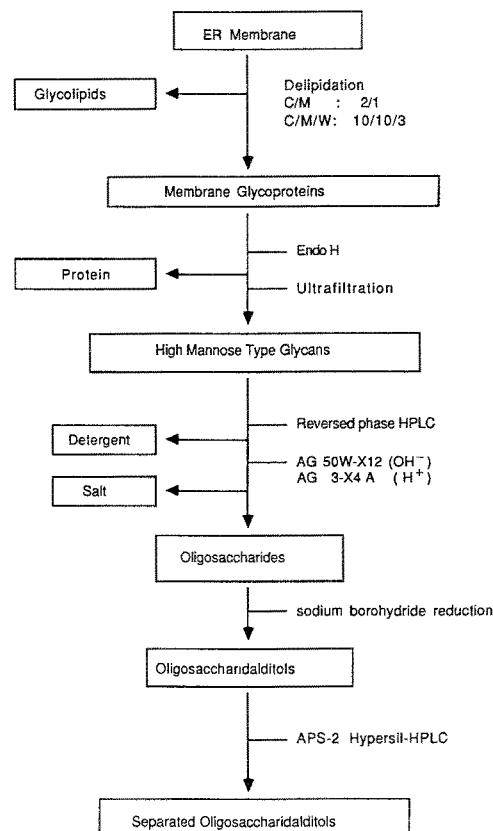 ER Membrane
Glycolipids
Delipidation
C/M : 2/1
C/M/W: 10/10/3
Membrane Glycoproteins
Endo H
Protein
Ultrafiltration
High Mannose Type Glycans
Reversed phase HPLC
Detergent
AG 50W-X12 (OH⁻)
AG 3-X4 A (H⁺)
Salt
Oligosaccharides
sodium borohydride reduction
Oligosaccharidalditols
APS-2 Hypersil-HPLC
Separated Oligosaccharidalditols